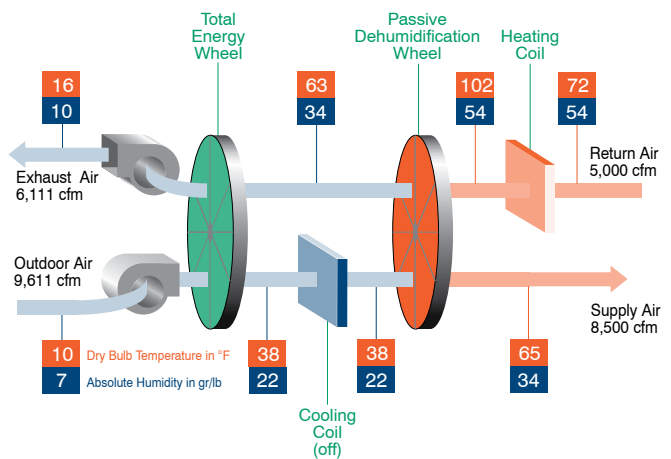 Total
Energy
Wheel
Passive
Dehumidification
Wheel
Heating
Coil
16
10
63
34
102
54
72
54
Exhaust Air
6,111 cfm
Return Air
5,000 cfm
Outdoor Air
9,611 cfm
Supply Air
8,500 cfm
10 Dry Bulb Temperature in °F
7 Absolute Humidity in gr/lb
38
22
38
22
65
34
Cooling
Coil
(off)